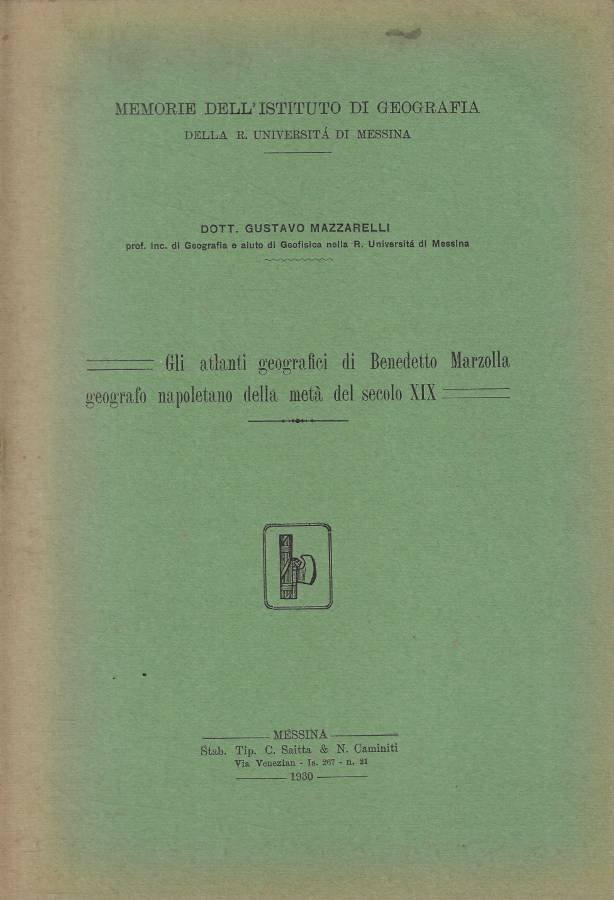 MEMORIE DELL'ISTITUTO DI GEOGRAFIA
DELLA R. UNIVERSITÁ DI MESSINA
DOTT. GUSTAVO MAZZARELLI
prof. inc. di Geografia e aiuto di Geofisica nella R. Universitá di Messina
Gli atlanti geografici di Benedetto Marzolla
geografo napoletano della metà del secolo XIX
MESSINA
Stab. Tip. C. Saitta & N. Caminiti
Via Venezian - Is. 267 - n. 21
1930